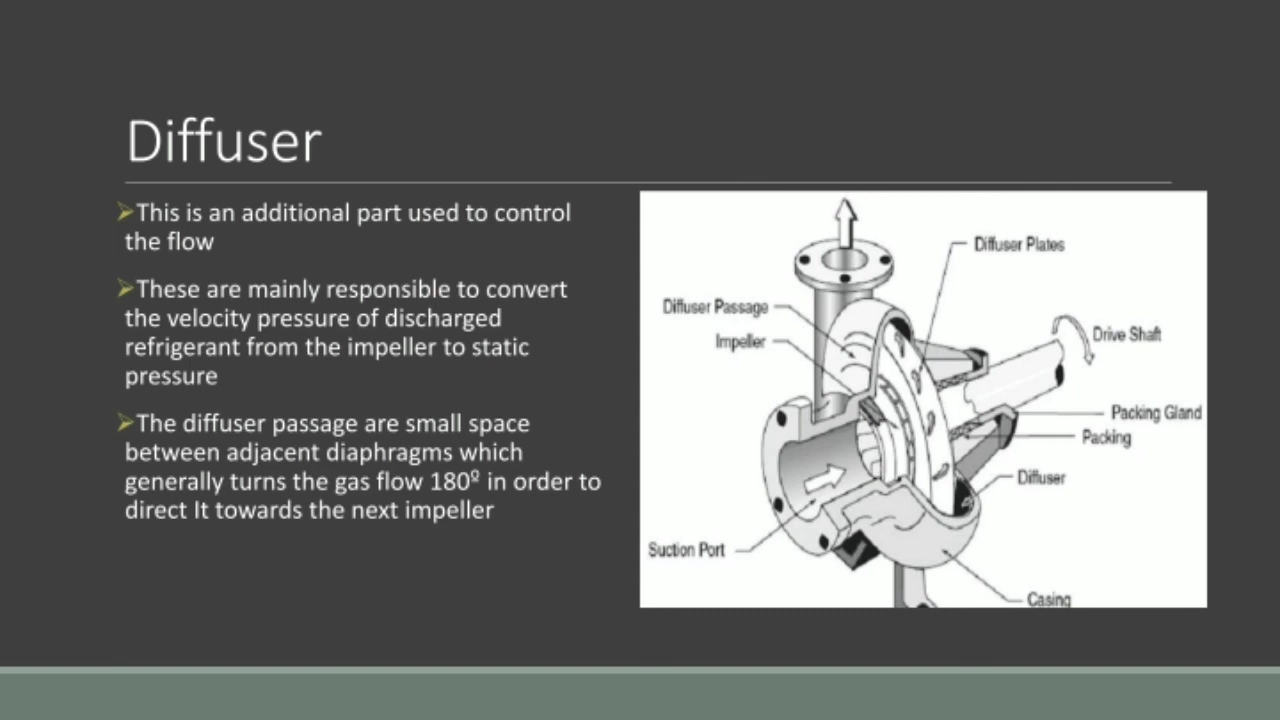 Diffuser
➢This is an additional part used to control
the flow
➢These are mainly responsible to convert
the velocity pressure of discharged
refrigerant from the impeller to static
pressure
➢The diffuser passage are small space
between adjacent diaphragms which
generally turns the gas flow 180º in order to
direct It towards the next impeller
Diffuser Plates
Diffuser Passage
Impeller
Drive Shaft
Packing Gland
Packing
Diffuser
Suction Port
Casing